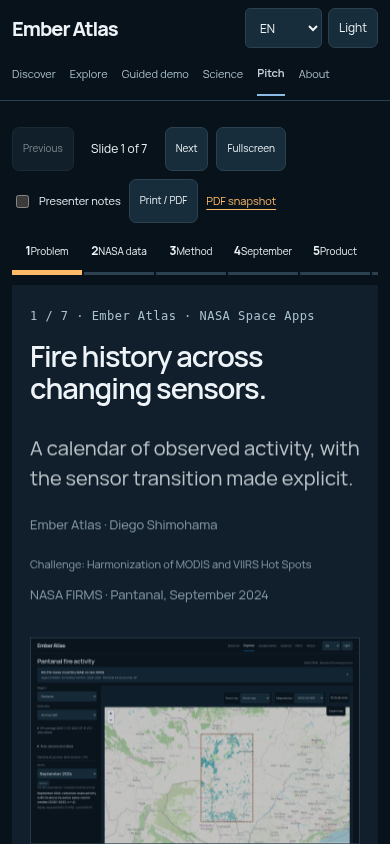 Ember Atlas
EN
Light
Discover Explore Guided demo Science Pitch About
Previous Slide 1 of 7 Next Fullscreen
Presenter notes Print / PDF PDF snapshot
1Problem 2NASA data 3Method 4September 5Product
1 / 7 · Ember Atlas · NASA Space Apps
Fire history across
changing sensors.
A calendar of observed activity, with
the sensor transition made explicit.
Ember Atlas · Diego Shimohama
Challenge: Harmonization of MODIS and VIIRS Hot Spots
NASA FIRMS · Pantanal, September 2024
Ember Atlas
Pantanal fire activity
September 2024